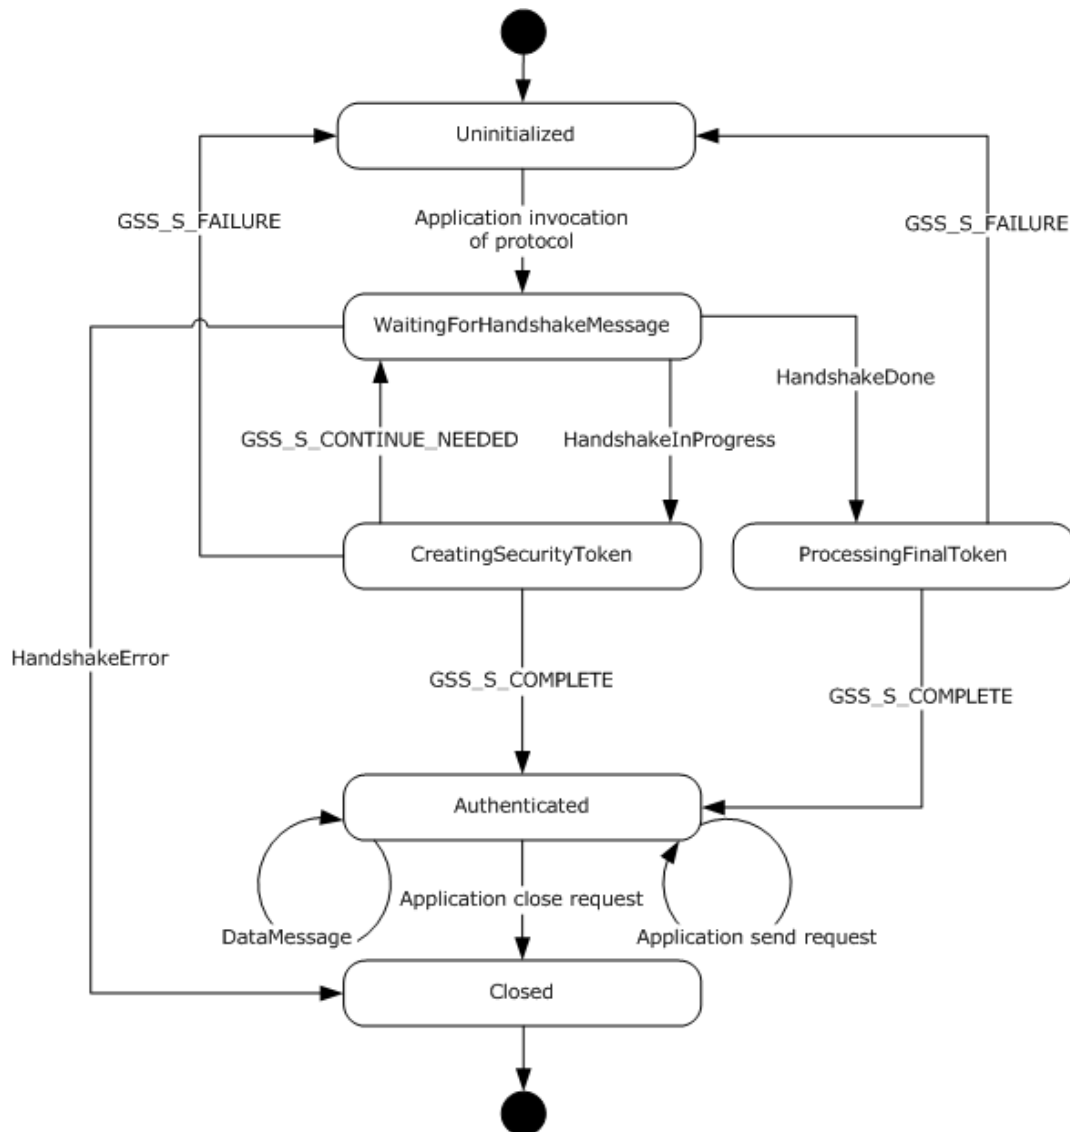 Uninitialized
GSS_S_FAILURE
Application invocation
of protocol
GSS_S_FAILURE
WaitingForHandshakeMessage
HandshakeDone
GSS_S_CONTINUE_NEEDED
HandshakeInProgress
CreatingSecurityToken
ProcessingFinalToken
HandshakeError
GSS_S_COMPLETE
GSS_S_COMPLETE
Authenticated
Application close request
DataMessage
Application send request
Closed